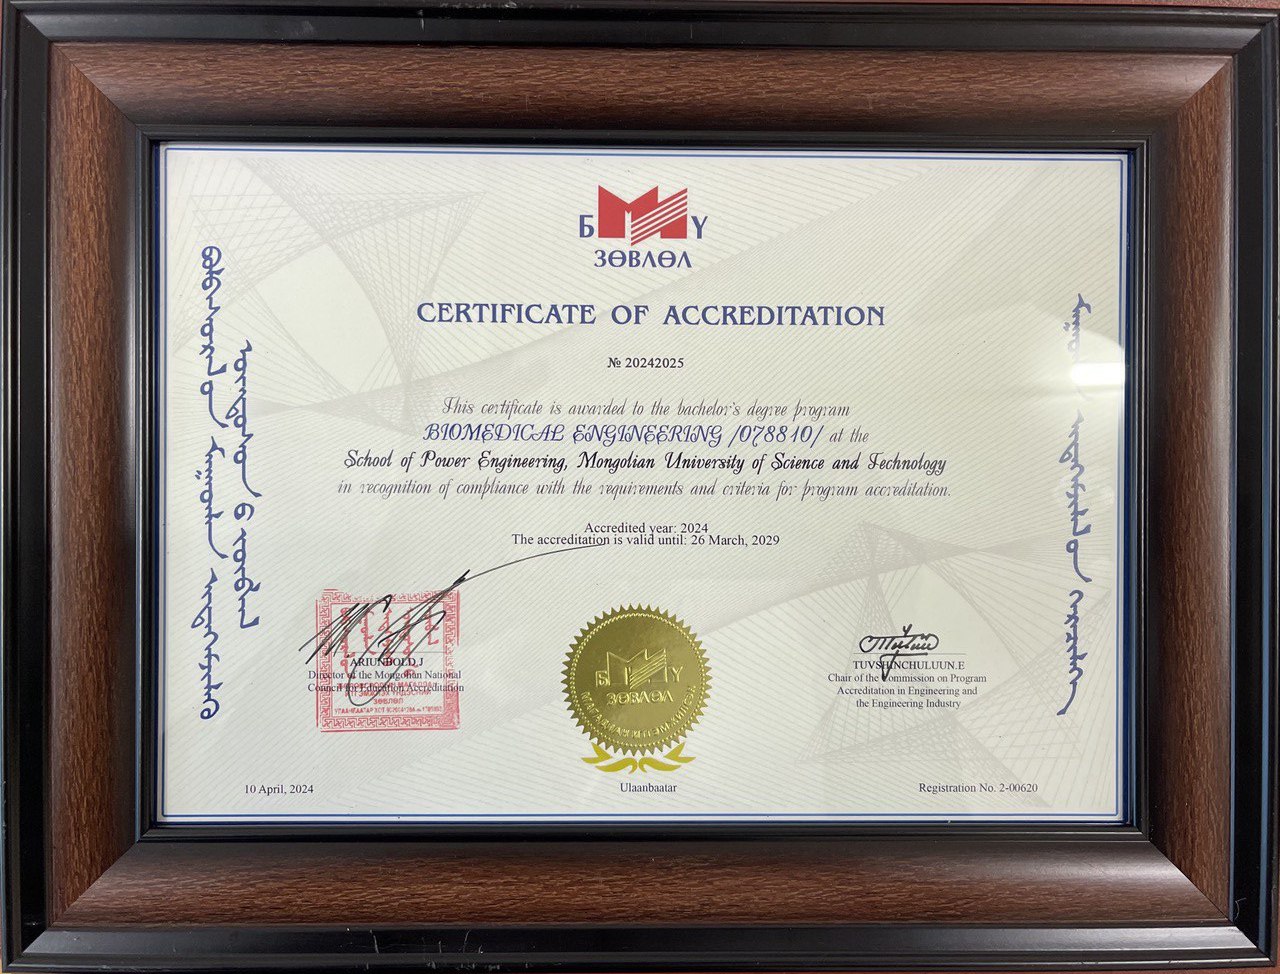 Б Ү
ЗӨВЛӨЛ
CERTIFICATE OF ACCREDITATION
№ 20242025
This certificate is awarded to the bachelor's degree program
BIOMEDICAL ENGINEERING /078810/ at the
School of Power Engineering, Mongolian University of Science and Technology
in recognition of compliance with the requirements and criteria for program accreditation.
Accredited year: 2024
The accreditation is valid until: 26 March, 2029
ARIUNBOLD.J
Director of the Mongolian National
Council for Education Accreditation
ЗӨВЛӨЛ
Б Ү
ЗӨВЛӨЛ
TUVSHINCHULUUN.E
Chair of the Commission on Program
Accreditation in Engineering and
the Engineering Industry
10 April, 2024
Ulaanbaatar
Registration No. 2-00620